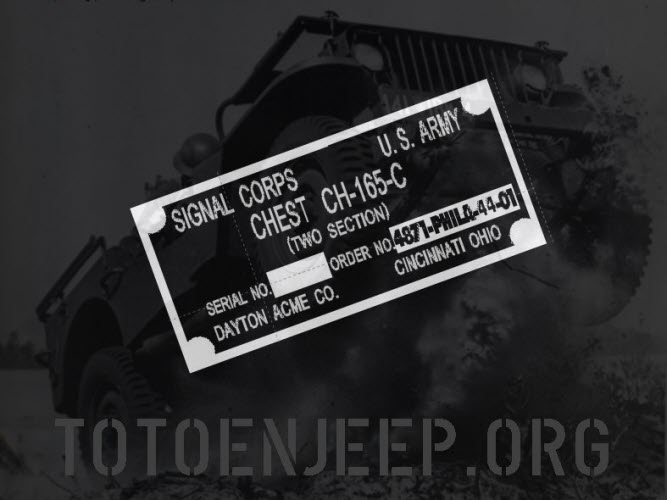 SIGNAL CORPS U.S. ARMY
CHEST CH-165-C
(TWO SECTION)
SERIAL NO. ORDER NO. 4871-PHILA-44-01
DAYTON ACME CO. CINCINNATI OHIO
TOTOENJEEP.ORG